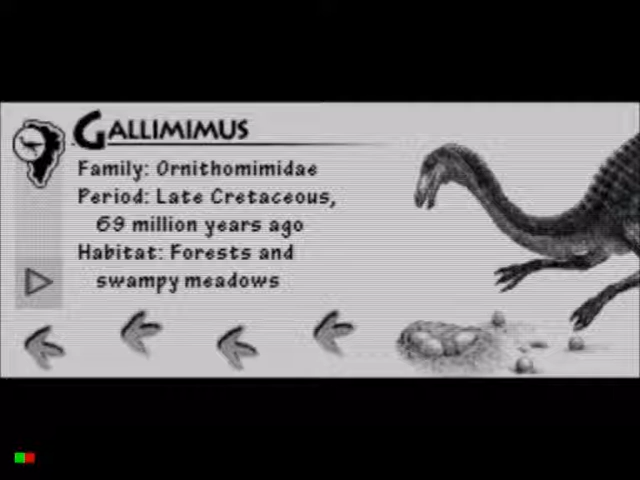 GALLIMIMUS
Family: Ornithomimidae
Period: Late Cretaceous,
69 million years ago
Habitat: Forests and
swampy meadows